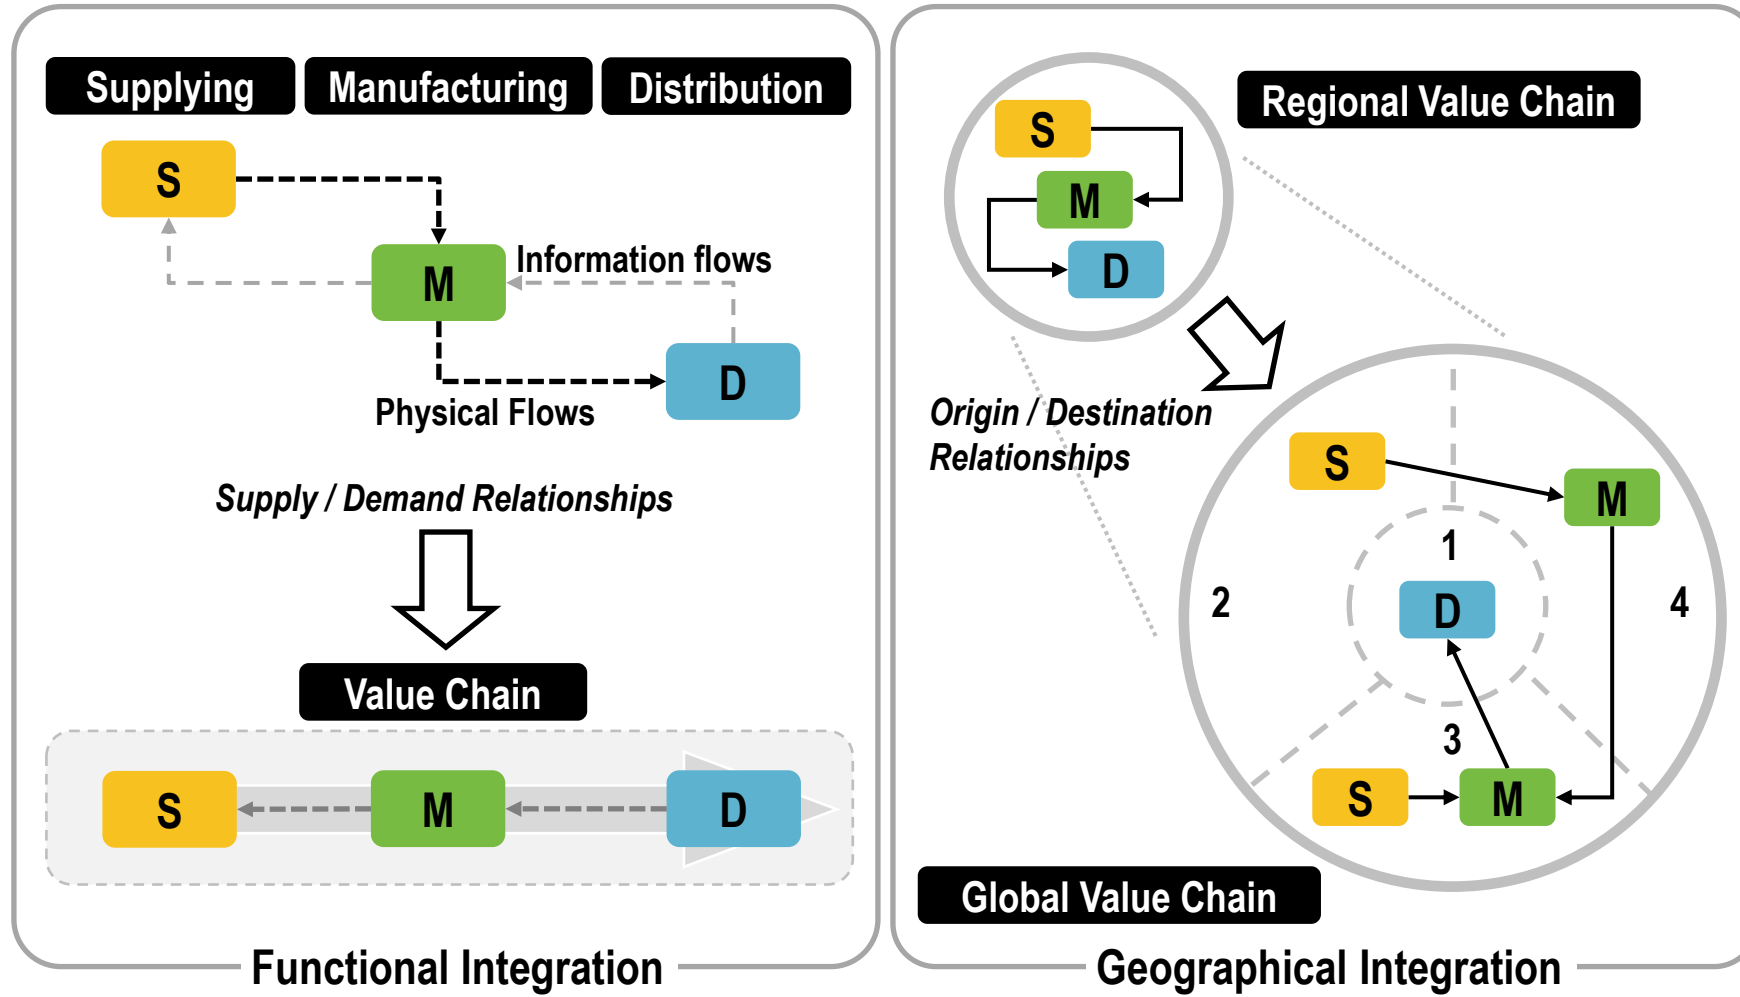 Supplying
Manufacturing
Distribution
S
M
Information flows
D
Physical Flows
Supply / Demand Relationships
Value Chain
S
M
D
Functional Integration
Regional Value Chain
S
M
D
Origin / Destination
Relationships
S
M
1
2
D
4
3
S
M
Global Value Chain
Geographical Integration